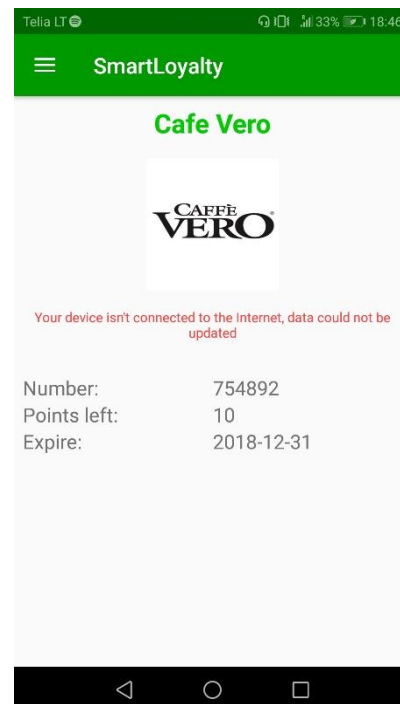 Telia LT 33% 18:46
SmartLoyalty
Cafe Vero
CAFFÈ
VERO
Your device isn't connected to the Internet, data could not be
updated
Number: 754892
Points left: 10
Expire: 2018-12-31